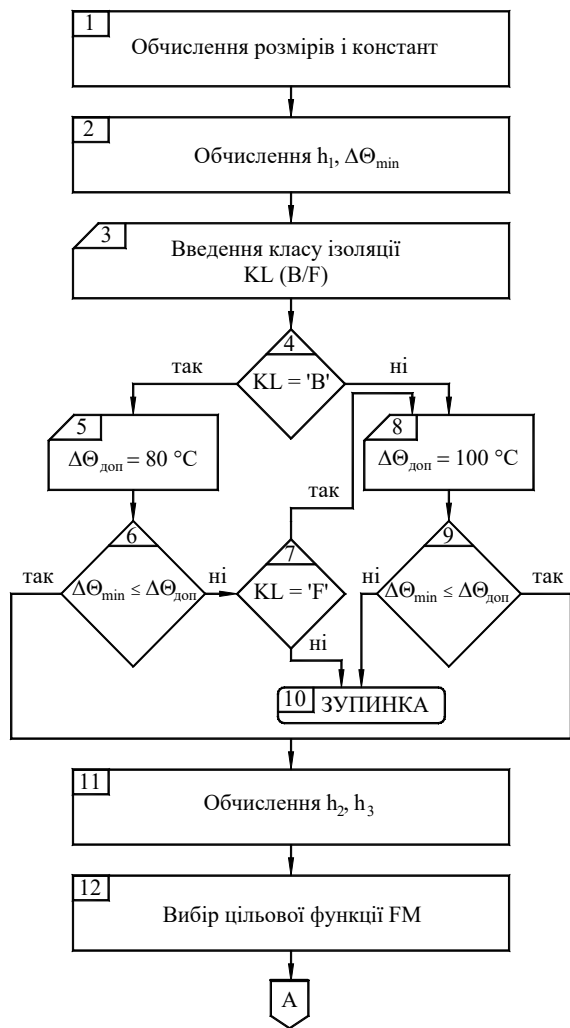 1
Обчислення розмірів і констант
2
Обчислення h₁, ΔΘmin
3
Введення класу ізоляції
KL (B/F)
4
так
KL = 'B'
ні
5
ΔΘдоп = 80 °C
так
8
ΔΘдоп = 100 °C
6
так
ΔΘmin ≤ ΔΘдоп
ні
7
KL = 'F'
ні
9
ні
ΔΘmin ≤ ΔΘдоп
так
10
ЗУПИНКА
11
Обчислення h₂, h₃
12
Вибір цільової функції FM
A